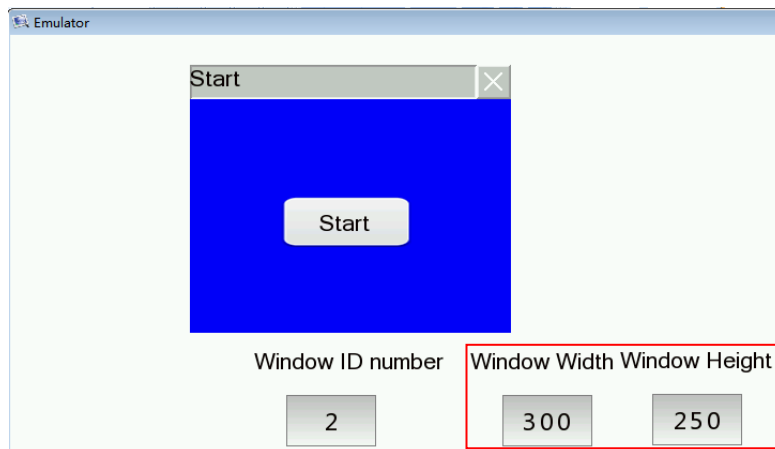 Emulator
Start
Start
Window ID number
Window Width Window Height
2
300
250